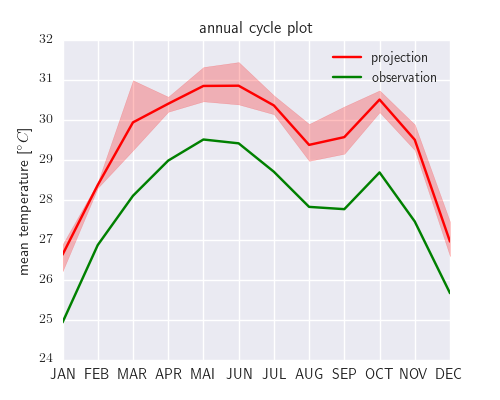 annual cycle plot
projection
observation
mean temperature [°C]
32
31
30
29
28
27
26
25
24
JAN FEB MAR APR MAI JUN JUL AUG SEP OCT NOV DEC